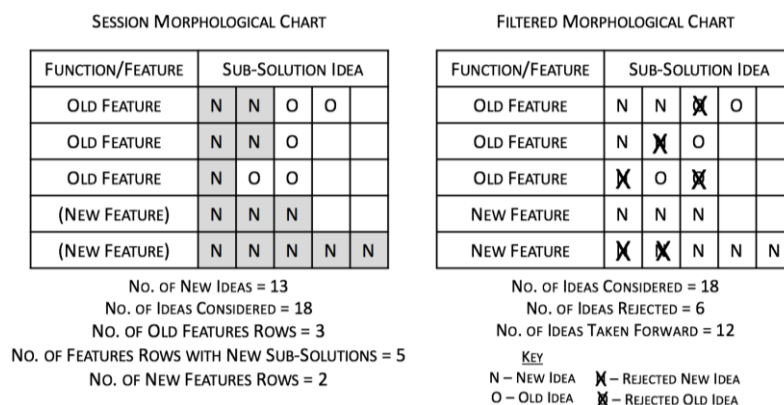 SESSION MORPHOLOGICAL CHART
FUNCTION/FEATURE SUB-SOLUTION IDEA
OLD FEATURE N N O O
OLD FEATURE N N O
OLD FEATURE N O O
(NEW FEATURE) N N N
(NEW FEATURE) N N N N N
NO. OF NEW IDEAS = 13
NO. OF IDEAS CONSIDERED = 18
NO. OF OLD FEATURES ROWS = 3
NO. OF FEATURES ROWS WITH NEW SUB-SOLUTIONS = 5
NO. OF NEW FEATURES ROWS = 2
FILTERED MORPHOLOGICAL CHART
FUNCTION/FEATURE SUB-SOLUTION IDEA
OLD FEATURE N N O O
OLD FEATURE N N O
OLD FEATURE N O O
NEW FEATURE N N N
NEW FEATURE N N N N N
NO. OF IDEAS CONSIDERED = 18
NO. OF IDEAS REJECTED = 6
NO. OF IDEAS TAKEN FORWARD = 12
KEY
N – NEW IDEA N – REJECTED NEW IDEA
O – OLD IDEA O – REJECTED OLD IDEA